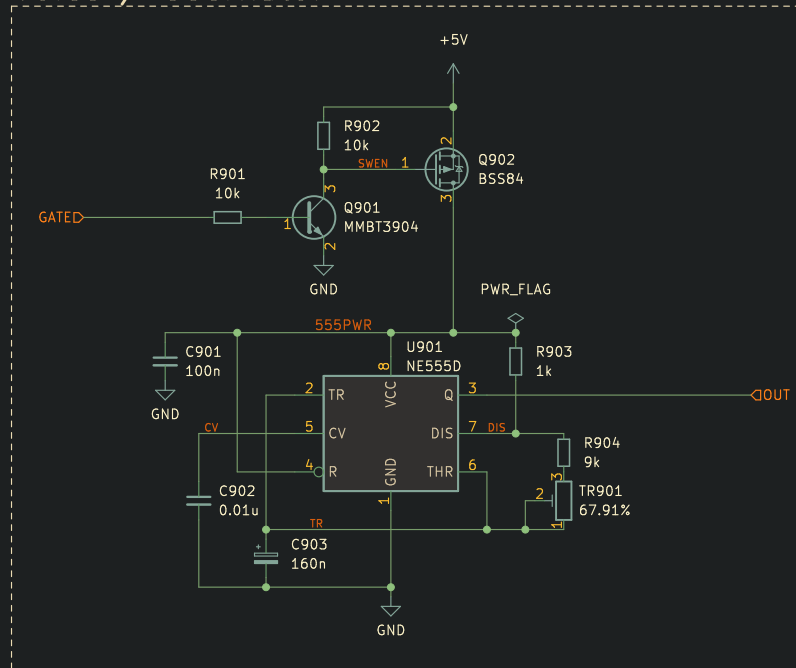 +5V
R902
10k
SWEN
1
2
Q902
BSS84
3
R901
10k
GATE
1
3
Q901
MMBT3904
2
GND
PWR_FLAG
555PWR
C901
100n
GND
U901
NE555D
8
R903
1k
2
TR
VCC
Q
3
OUT
CV
5
CV
DIS
7
DIS
R904
9k
4
R
GND
THR
6
3
2
TR901
67.91%
1
C902
0.01u
1
TR
+
C903
160n
GND